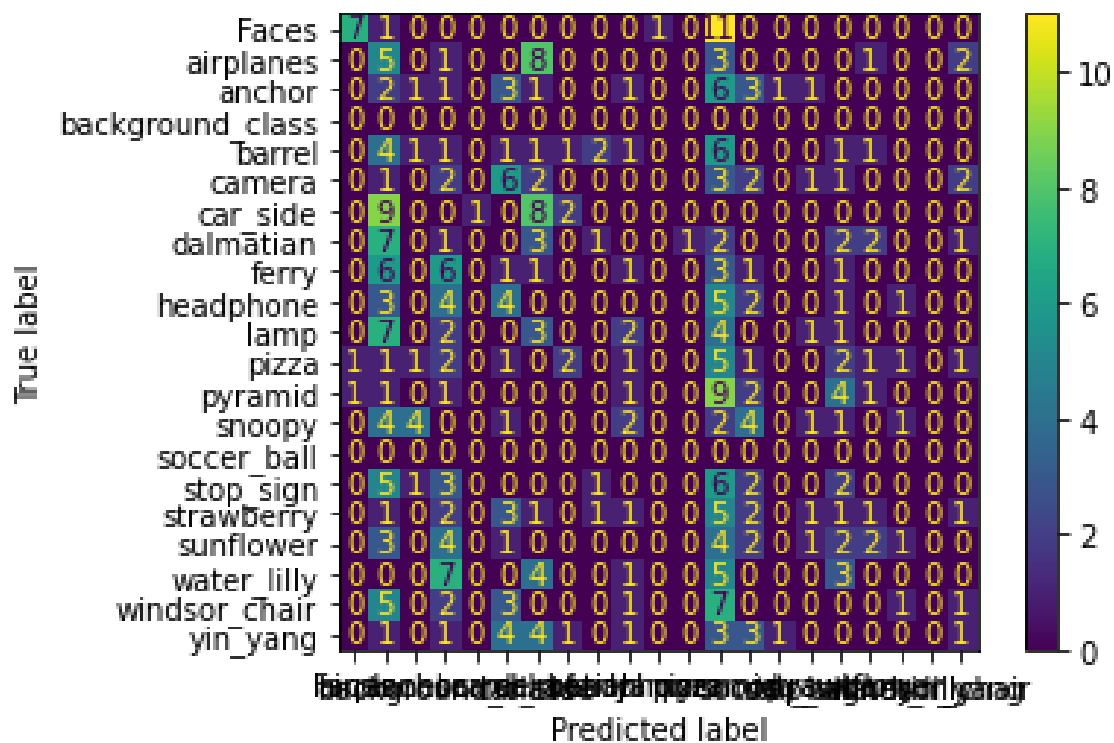 Faces 7 1 0 0 0 0 0 0 0 0 1 0 11 0 0 0 0 0 0 0 0
airplanes 0 5 0 1 0 0 8 0 0 0 0 0 3 0 0 0 0 1 0 0 2
anchor 0 2 1 1 0 3 1 0 0 1 0 0 6 3 1 1 0 0 0 0 0
background_class 0 0 0 0 0 0 0 0 0 0 0 0 0 0 0 0 0 0 0 0 0
barrel 0 4 1 1 0 1 1 1 2 1 0 0 6 0 0 0 1 1 0 0 0
camera 0 1 0 2 0 6 2 0 0 0 0 0 3 2 0 1 1 0 0 0 2
car_side 0 9 0 0 1 0 8 2 0 0 0 0 0 0 0 0 0 0 0 0 0
dalmatian 0 7 0 1 0 0 3 0 1 0 0 1 2 0 0 0 2 2 0 0 1
ferry 0 6 0 6 0 1 1 0 0 1 0 0 3 1 0 0 1 0 0 0 0
headphone 0 3 0 4 0 4 0 0 0 0 0 0 5 2 0 0 1 0 1 0 0
lamp 0 7 0 2 0 0 3 0 0 2 0 0 4 0 0 1 1 0 0 0 0
pizza 1 1 1 2 0 1 0 2 0 1 0 0 5 1 0 0 2 1 1 0 1
pyramid 1 1 0 1 0 0 0 0 0 1 0 0 9 2 0 0 4 1 0 0 0
snoopy 0 4 4 0 0 1 0 0 0 2 0 0 2 4 0 1 1 0 1 0 0
soccer_ball 0 0 0 0 0 0 0 0 0 0 0 0 0 0 0 0 0 0 0 0 0
stop_sign 0 5 1 3 0 0 0 0 1 0 0 0 6 2 0 0 2 0 0 0 0
strawberry 0 1 0 2 0 3 1 0 1 1 0 0 5 2 0 1 1 1 0 0 1
sunflower 0 3 0 4 0 1 0 0 0 0 0 0 4 2 0 1 2 2 1 0 0
water_lilly 0 0 0 7 0 0 4 0 0 1 0 0 5 0 0 0 3 0 0 0 0
windsor_chair 0 5 0 2 0 3 0 0 0 1 0 0 7 0 0 0 0 0 1 0 1
yin_yang 0 1 0 1 0 4 4 1 0 1 0 0 3 3 1 0 0 0 0 0 1
True label
Predicted label
10
8
6
4
2
0